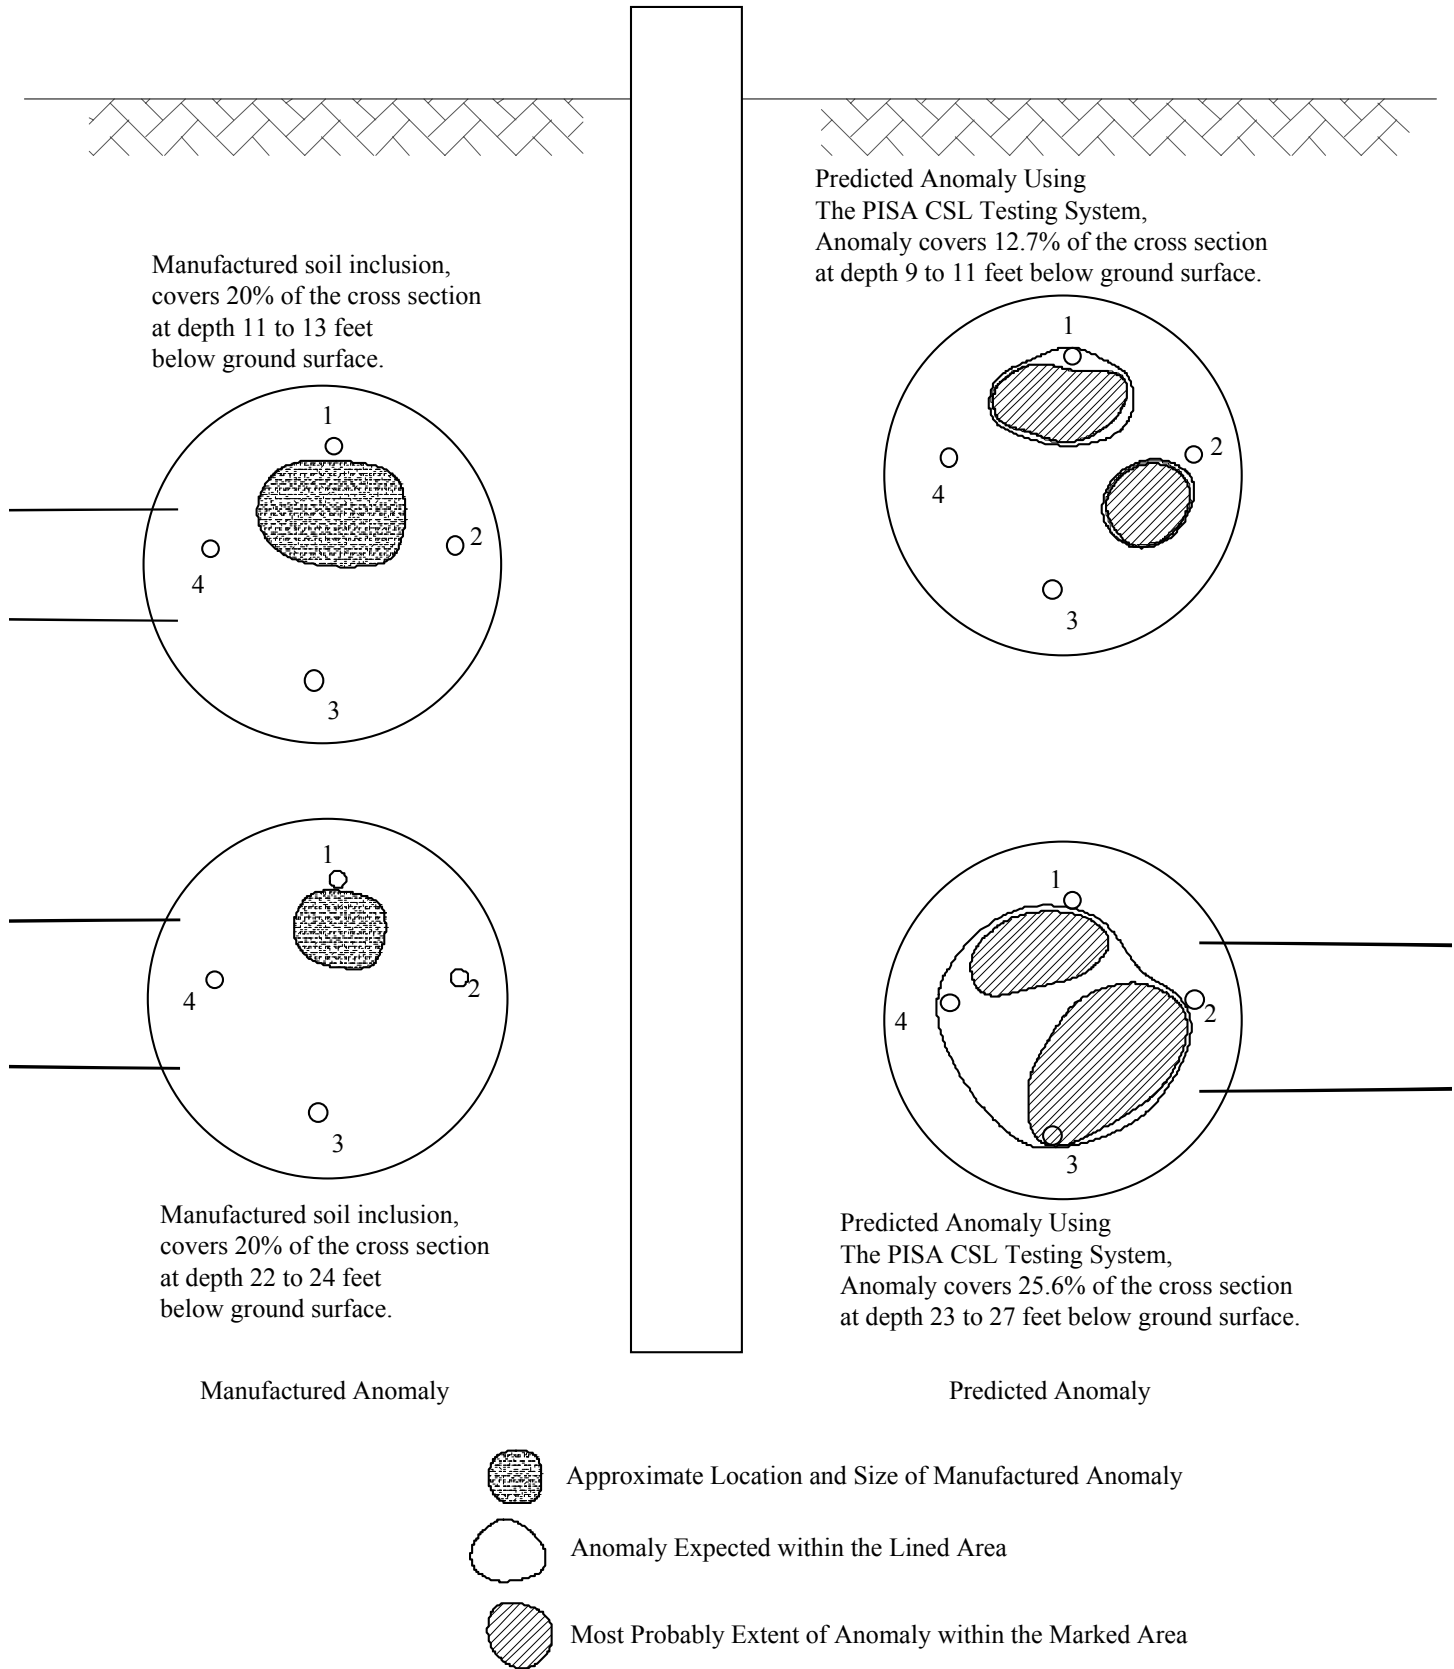 Predicted Anomaly Using
The PISA CSL Testing System,
Anomaly covers 12.7% of the cross section
at depth 9 to 11 feet below ground surface.
Manufactured soil inclusion,
covers 20% of the cross section
at depth 11 to 13 feet
below ground surface.
1
2
4
3
1
2
4
3
1
2
4
3
1
2
4
3
Manufactured soil inclusion,
covers 20% of the cross section
at depth 22 to 24 feet
below ground surface.
Predicted Anomaly Using
The PISA CSL Testing System,
Anomaly covers 25.6% of the cross section
at depth 23 to 27 feet below ground surface.
Manufactured Anomaly
Predicted Anomaly
Approximate Location and Size of Manufactured Anomaly
Anomaly Expected within the Lined Area
Most Probably Extent of Anomaly within the Marked Area